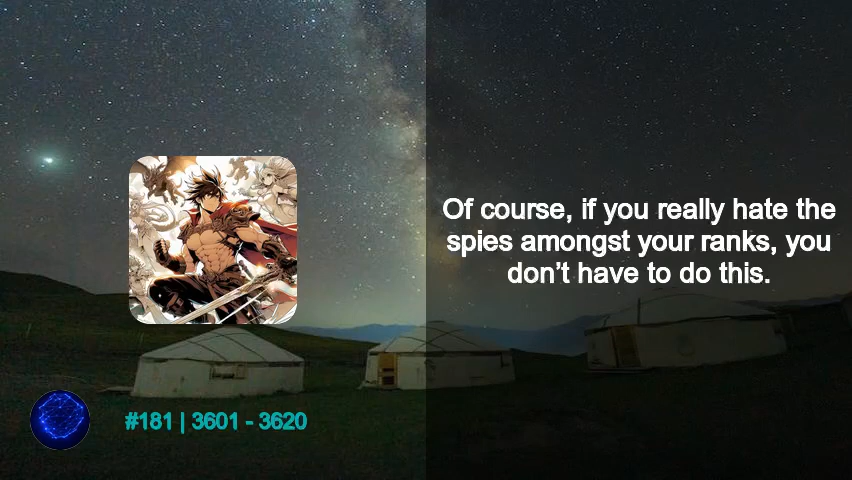 Of course, if you really hate the
spies amongst your ranks, you
don’t have to do this.
#181 | 3601 - 3620